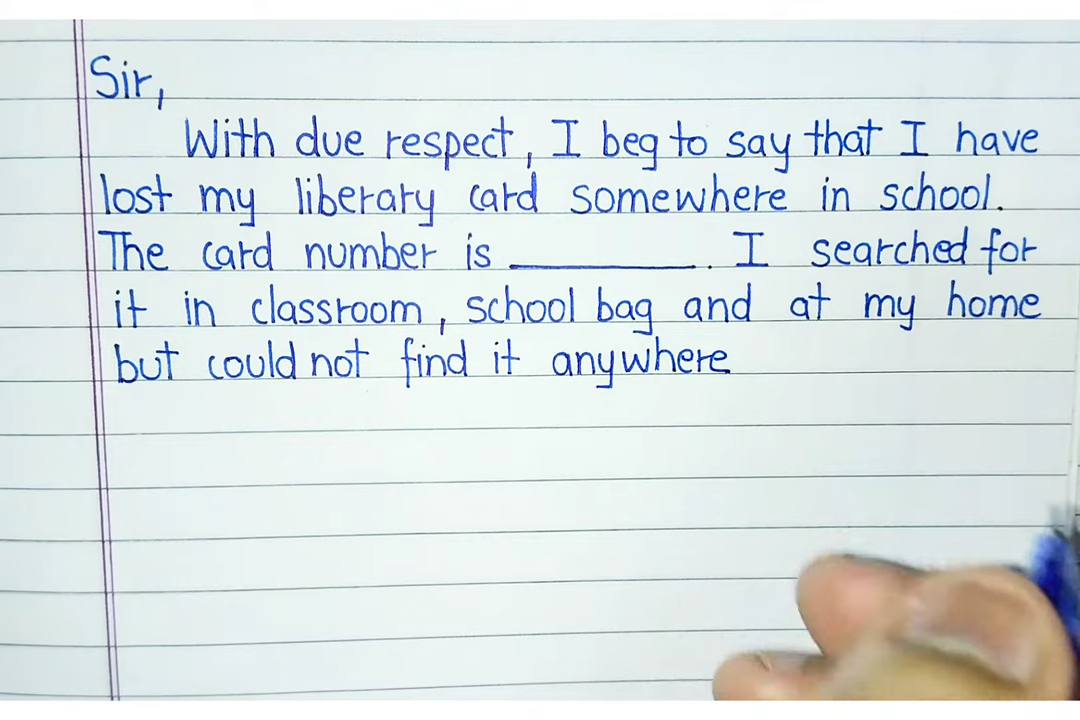 Sir,
With due respect, I beg to say that I have
lost my liberary card somewhere in school.
The card number is __________. I searched for
it in classroom, school bag and at my home
but could not find it anywhere